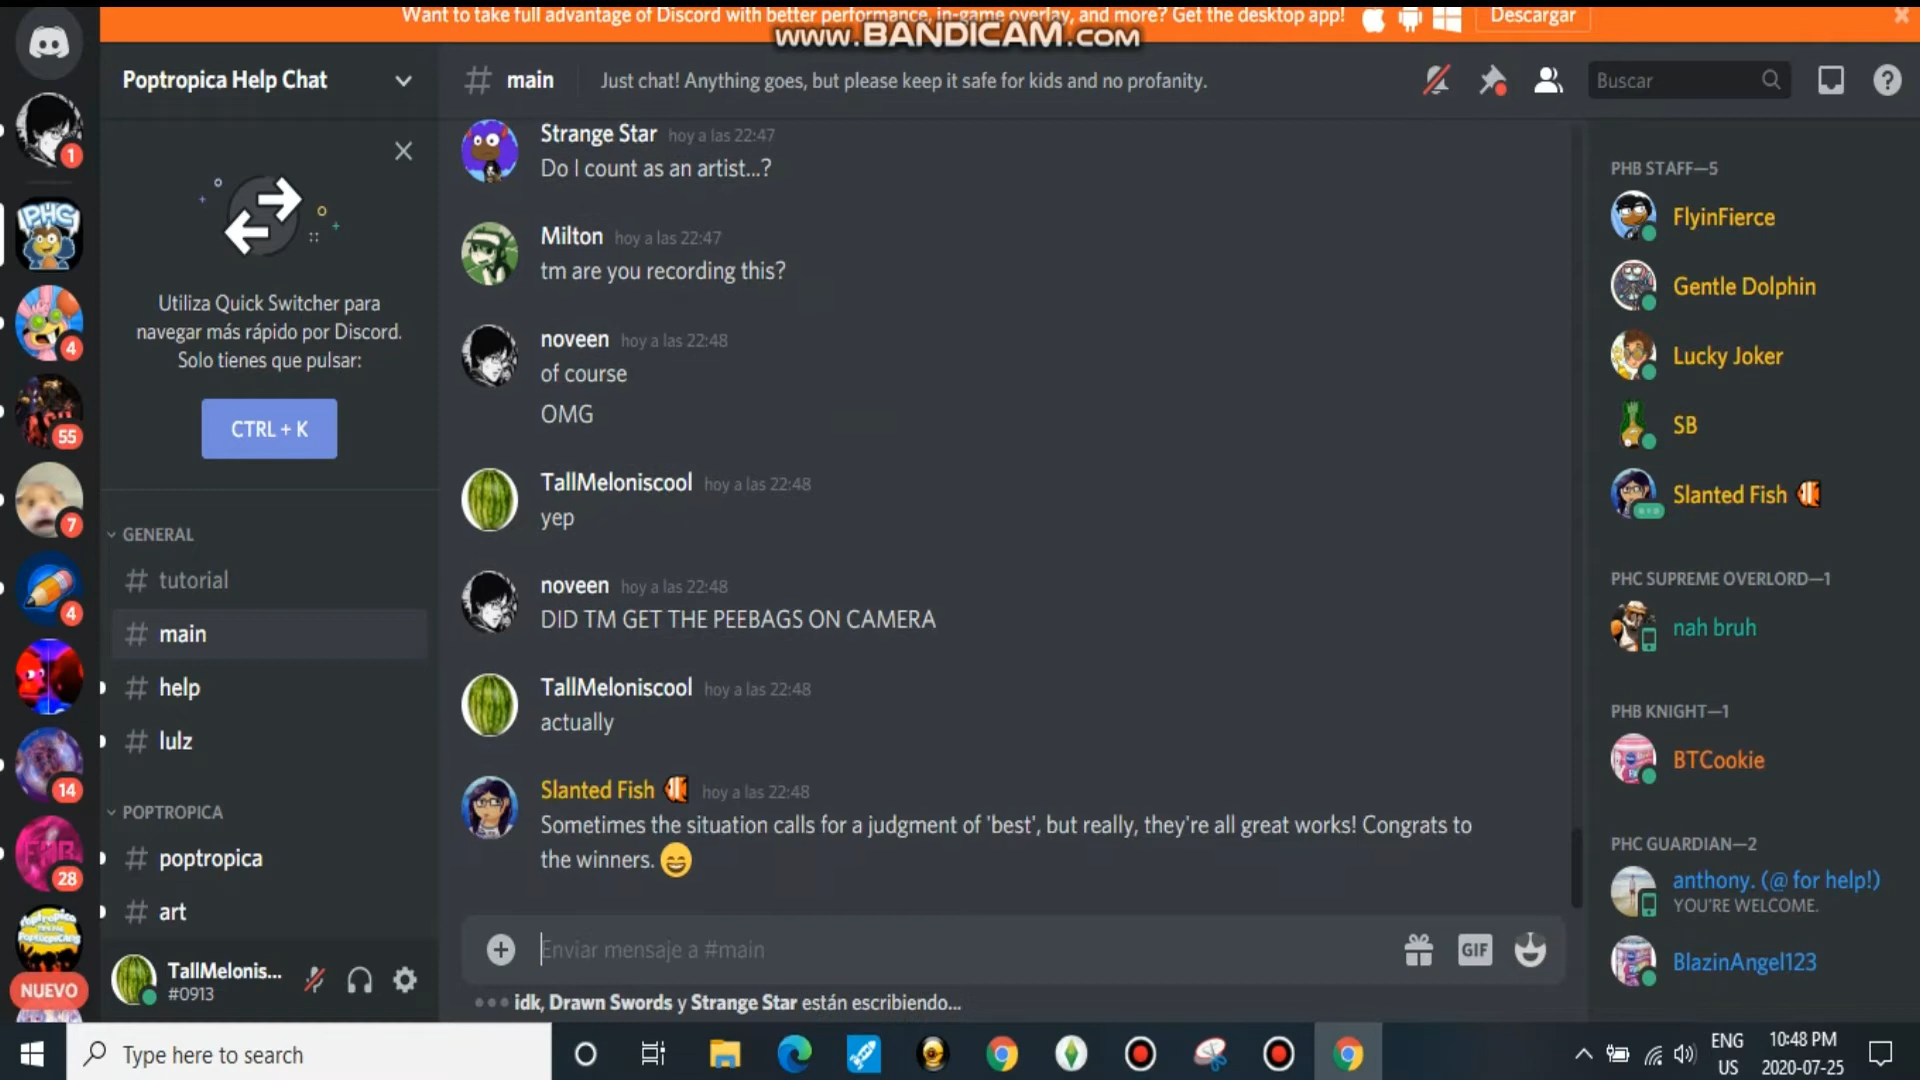 Want to take full advantage of Discord with better performance, in-game overlay, and more? Get the desktop app!
Descargar
www.BANDICAM.com
Poptropica Help Chat
main
Just chat! Anything goes, but please keep it safe for kids and no profanity.
Buscar
1
PHC
4
55
7
4
14
28
NUEVO
Utiliza Quick Switcher para
navegar más rápido por Discord.
Solo tienes que pulsar:
CTRL + K
GENERAL
# tutorial
# main
# help
# lulz
POPTROPICA
# poptropica
# art
TallMelonis...
#0913
Strange Star hoy a las 22:47
Do I count as an artist...?
Milton hoy a las 22:47
tm are you recording this?
noveen hoy a las 22:48
of course
OMG
TallMeloniscool hoy a las 22:48
yep
noveen hoy a las 22:48
DID TM GET THE PEEBAGS ON CAMERA
TallMeloniscool hoy a las 22:48
actually
Slanted Fish hoy a las 22:48
Sometimes the situation calls for a judgment of 'best', but really, they're all great works! Congrats to
the winners. 😄
Enviar mensaje a #main
GIF
idk, Drawn Swords y Strange Star están escribiendo...
PHB STAFF—5
FlyinFierce
Gentle Dolphin
Lucky Joker
SB
Slanted Fish
PHC SUPREME OVERLORD—1
nah bruh
PHB KNIGHT—1
BTCookie
PHC GUARDIAN—2
anthony. (@ for help!)
YOU'RE WELCOME.
BlazinAngel123
Type here to search
ENG
US
10:48 PM
2020-07-25